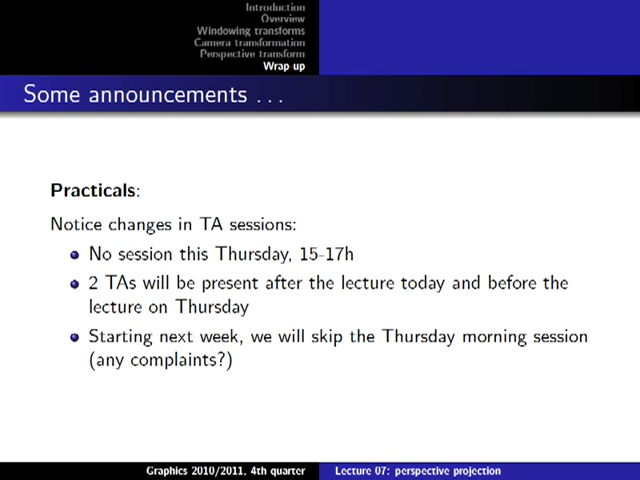 Introduction
Overview
Windowing transforms
Camera transformation
Perspective transform
Wrap-up
Some announcements . . .
Practicals:
Notice changes in TA sessions:
No session this Thursday, 15-17h
2 TAs will be present after the lecture today and before the
lecture on Thursday
Starting next week, we will skip the Thursday morning session
(any complaints?)
Graphics 2010/2011, 4th quarter
Lecture 07: perspective projection